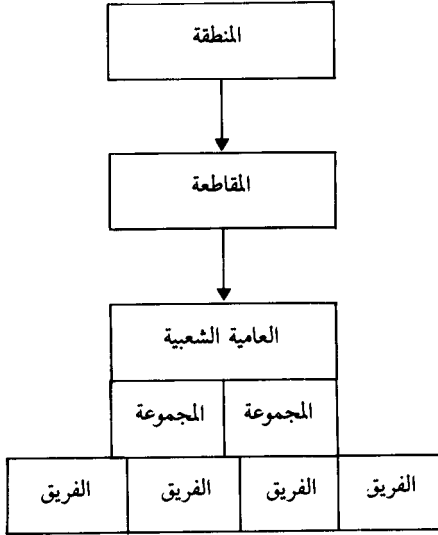 المنطقة
المقاطعة
العامية الشعبية
المجموعة المجموعة
الفريق الفريق الفريق الفريق